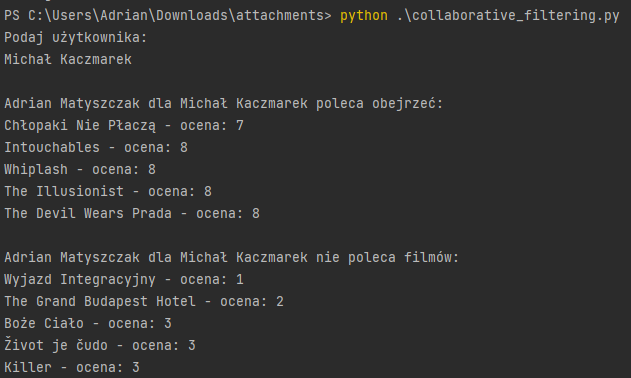 PS C:\Users\Adrian\Downloads\attachments> python .\collaborative_filtering.py
Podaj użytkownika:
Michał Kaczmarek
Adrian Matyszczak dla Michał Kaczmarek poleca obejrzeć:
Chłopaki Nie Płaczą - ocena: 7
Intouchables - ocena: 8
Whiplash - ocena: 8
The Illusionist - ocena: 8
The Devil Wears Prada - ocena: 8
Adrian Matyszczak dla Michał Kaczmarek nie poleca filmów:
Wyjazd Integracyjny - ocena: 1
The Grand Budapest Hotel - ocena: 2
Boże Ciało - ocena: 3
Život je čudo - ocena: 3
Killer - ocena: 3